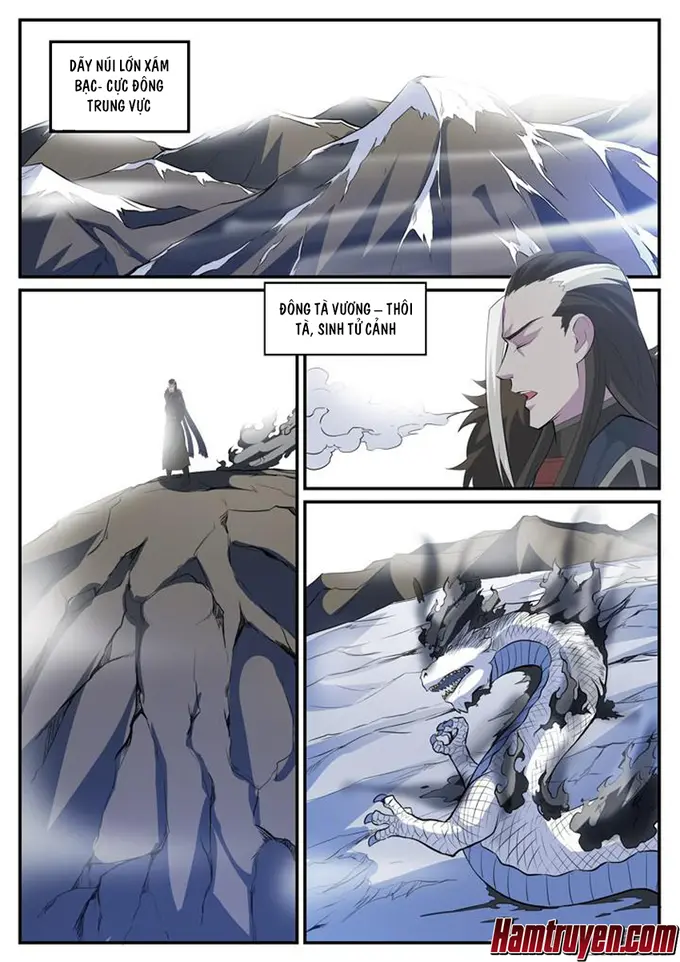 DÃY NÚI LỚN XÁM
BẠC- CỰC ĐÔNG
TRUNG VỰC
ĐÔNG TÀ VƯƠNG – THÔI
TÀ, SINH TỬ CẢNH
Hamtruyen.com